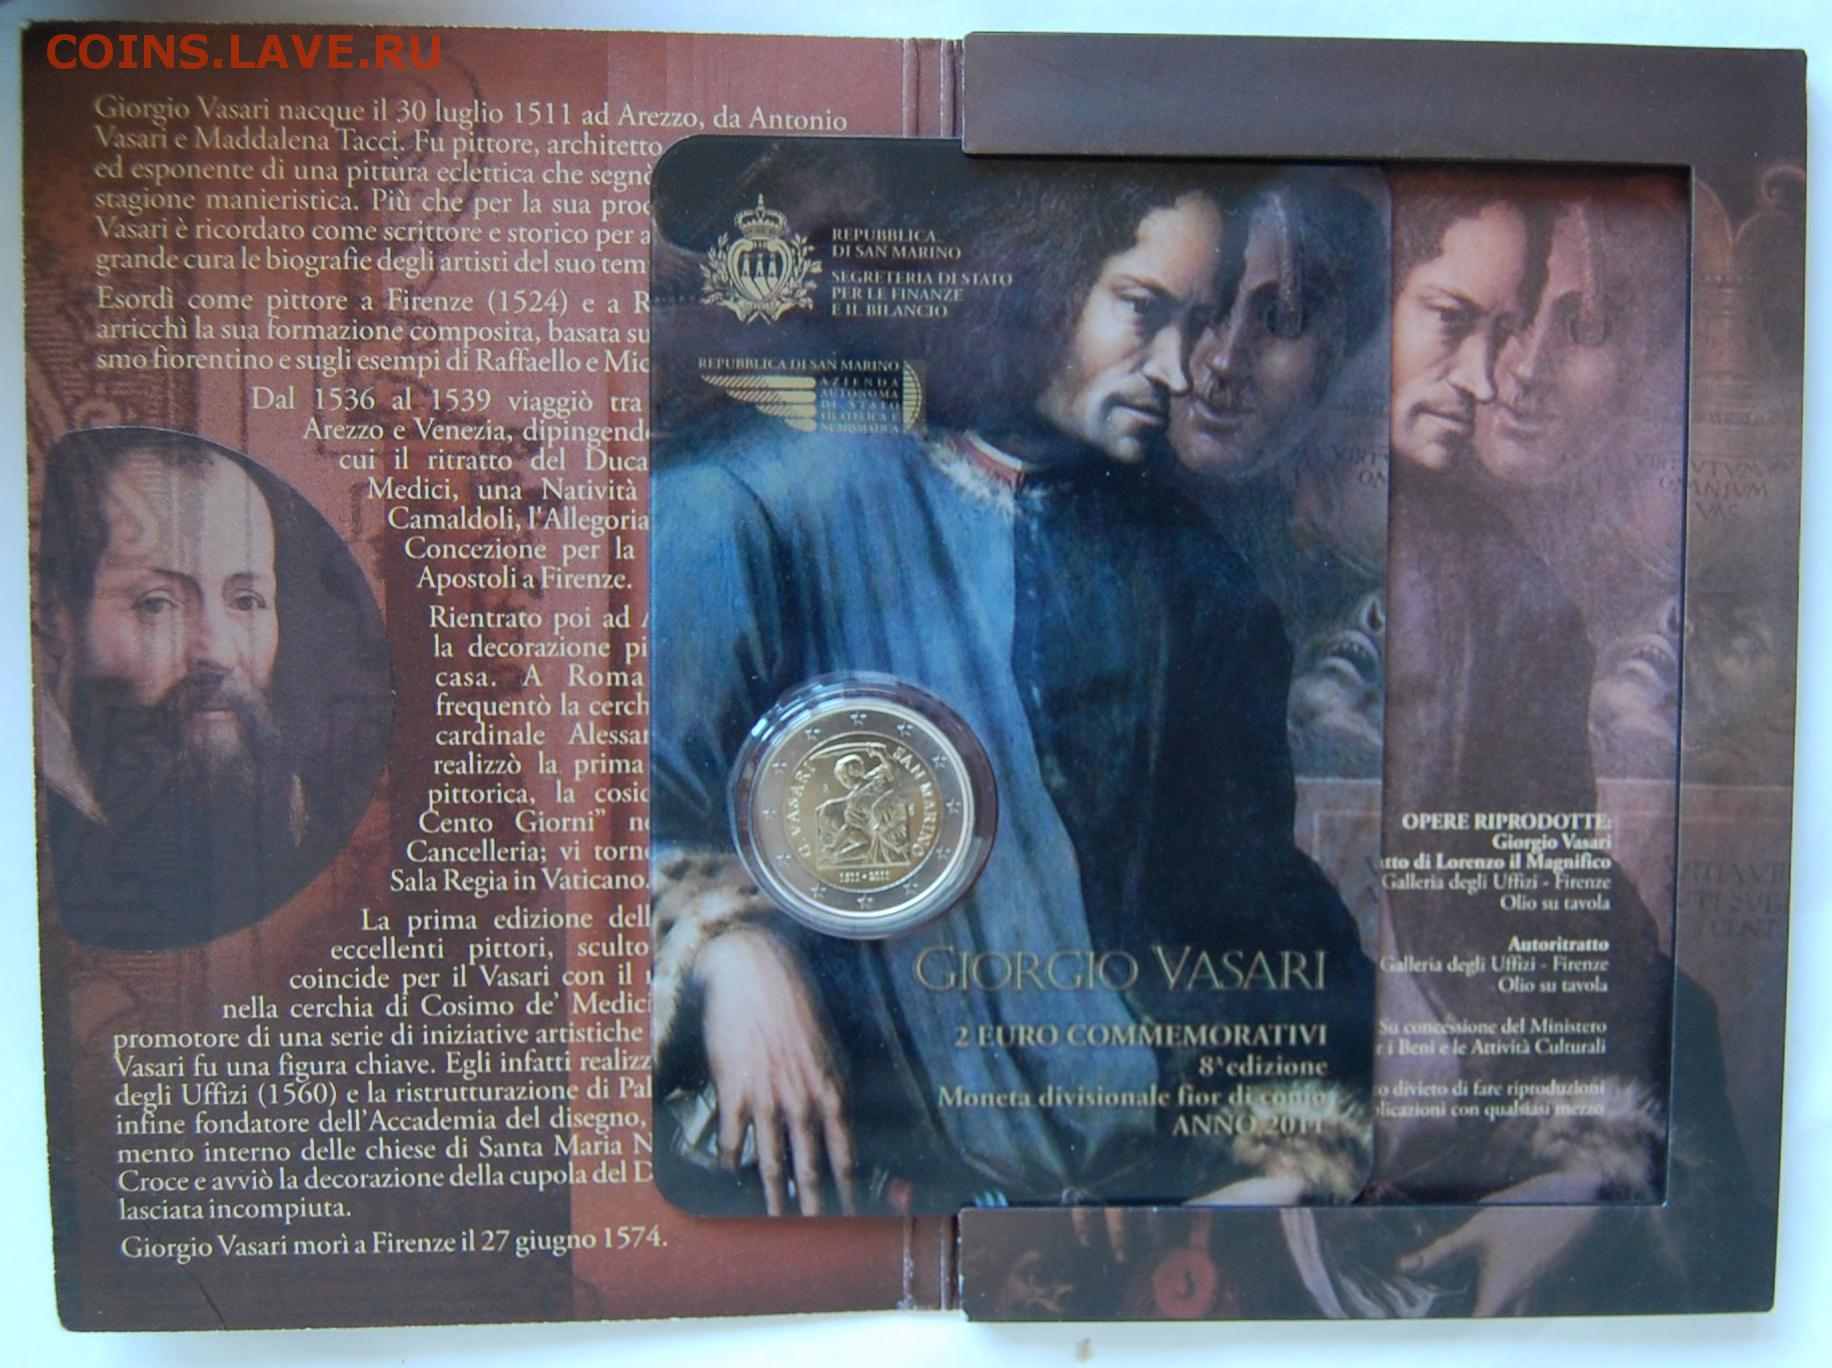 COINS.LAVE.RU
Giorgio Vasari nacque il 30 luglio 1511 ad Arezzo, da Antonio
Vasari e Maddalena Tacci. Fu pittore, architetto
ed esponente di una pittura eclettica che segnò
stagione manieristica. Più che per la sua
Vasari è ricordato come scrittore e storico per
grande cura le biografie degli artisti del suo
Esordì come pittore a Firenze (1524) e a
arricchì la sua formazione composita, basata
smo fiorentino e sugli esempi di Raffaello e
Dal 1536 al 1539 viaggiò tra
Arezzo e Venezia,
cui il ritratto del Duca
Medici, una Natività
Camaldoli, l'Allegoria
Concezione per la
Apostoli a Firenze.
Rientrato poi ad
la decorazione
casa. A Roma
frequentò la
cardinale
realizzò la prima
pittorica, la
Cento Giorni”
Cancelleria; vi
Sala Regia in Vaticano.
La prima edizione
eccellenti pittori,
coincide per il Vasari con il
nella cerchia di Cosimo de' Medici
promotore di una serie di iniziative artistiche
Vasari fu una figura chiave. Egli infatti
degli Uffizi (1560) e la ristrutturazione di
infine fondatore dell'Accademia del disegno,
mento interno delle chiese di Santa Maria
Croce e avviò la decorazione della cupola del
lasciata incompiuta.
Giorgio Vasari morì a Firenze il 27 giugno 1574.
REPUBBLICA
DI SAN MARINO
SEGRETERIA DI STATO
PER LE FINANZE
E IL BILANCIO
REPUBBLICA DI SAN MARINO
AZIENDA
AUTONOMA
DI STATO
FILATELICA E
NUMISMATICA
G. VASARI
SAN MARINO
1511 - 2011
GIORGIO VASARI
2 EURO COMMEMORATIVI
8ᴬ edizione
Moneta divisionale fior di conio
ANNO 2011
OPERE RIPRODOTTE:
Giorgio Vasari
di Lorenzo il Magnifico
Galleria degli Uffizi - Firenze
Olio su tavola
Autoritratto
Galleria degli Uffizi - Firenze
Olio su tavola
Su concessione del Ministero
i Beni e le Attività Culturali
divieto di fare riproduzioni
con qualsiasi mezzo
VIRTVTVM
OMNIVM
VAS